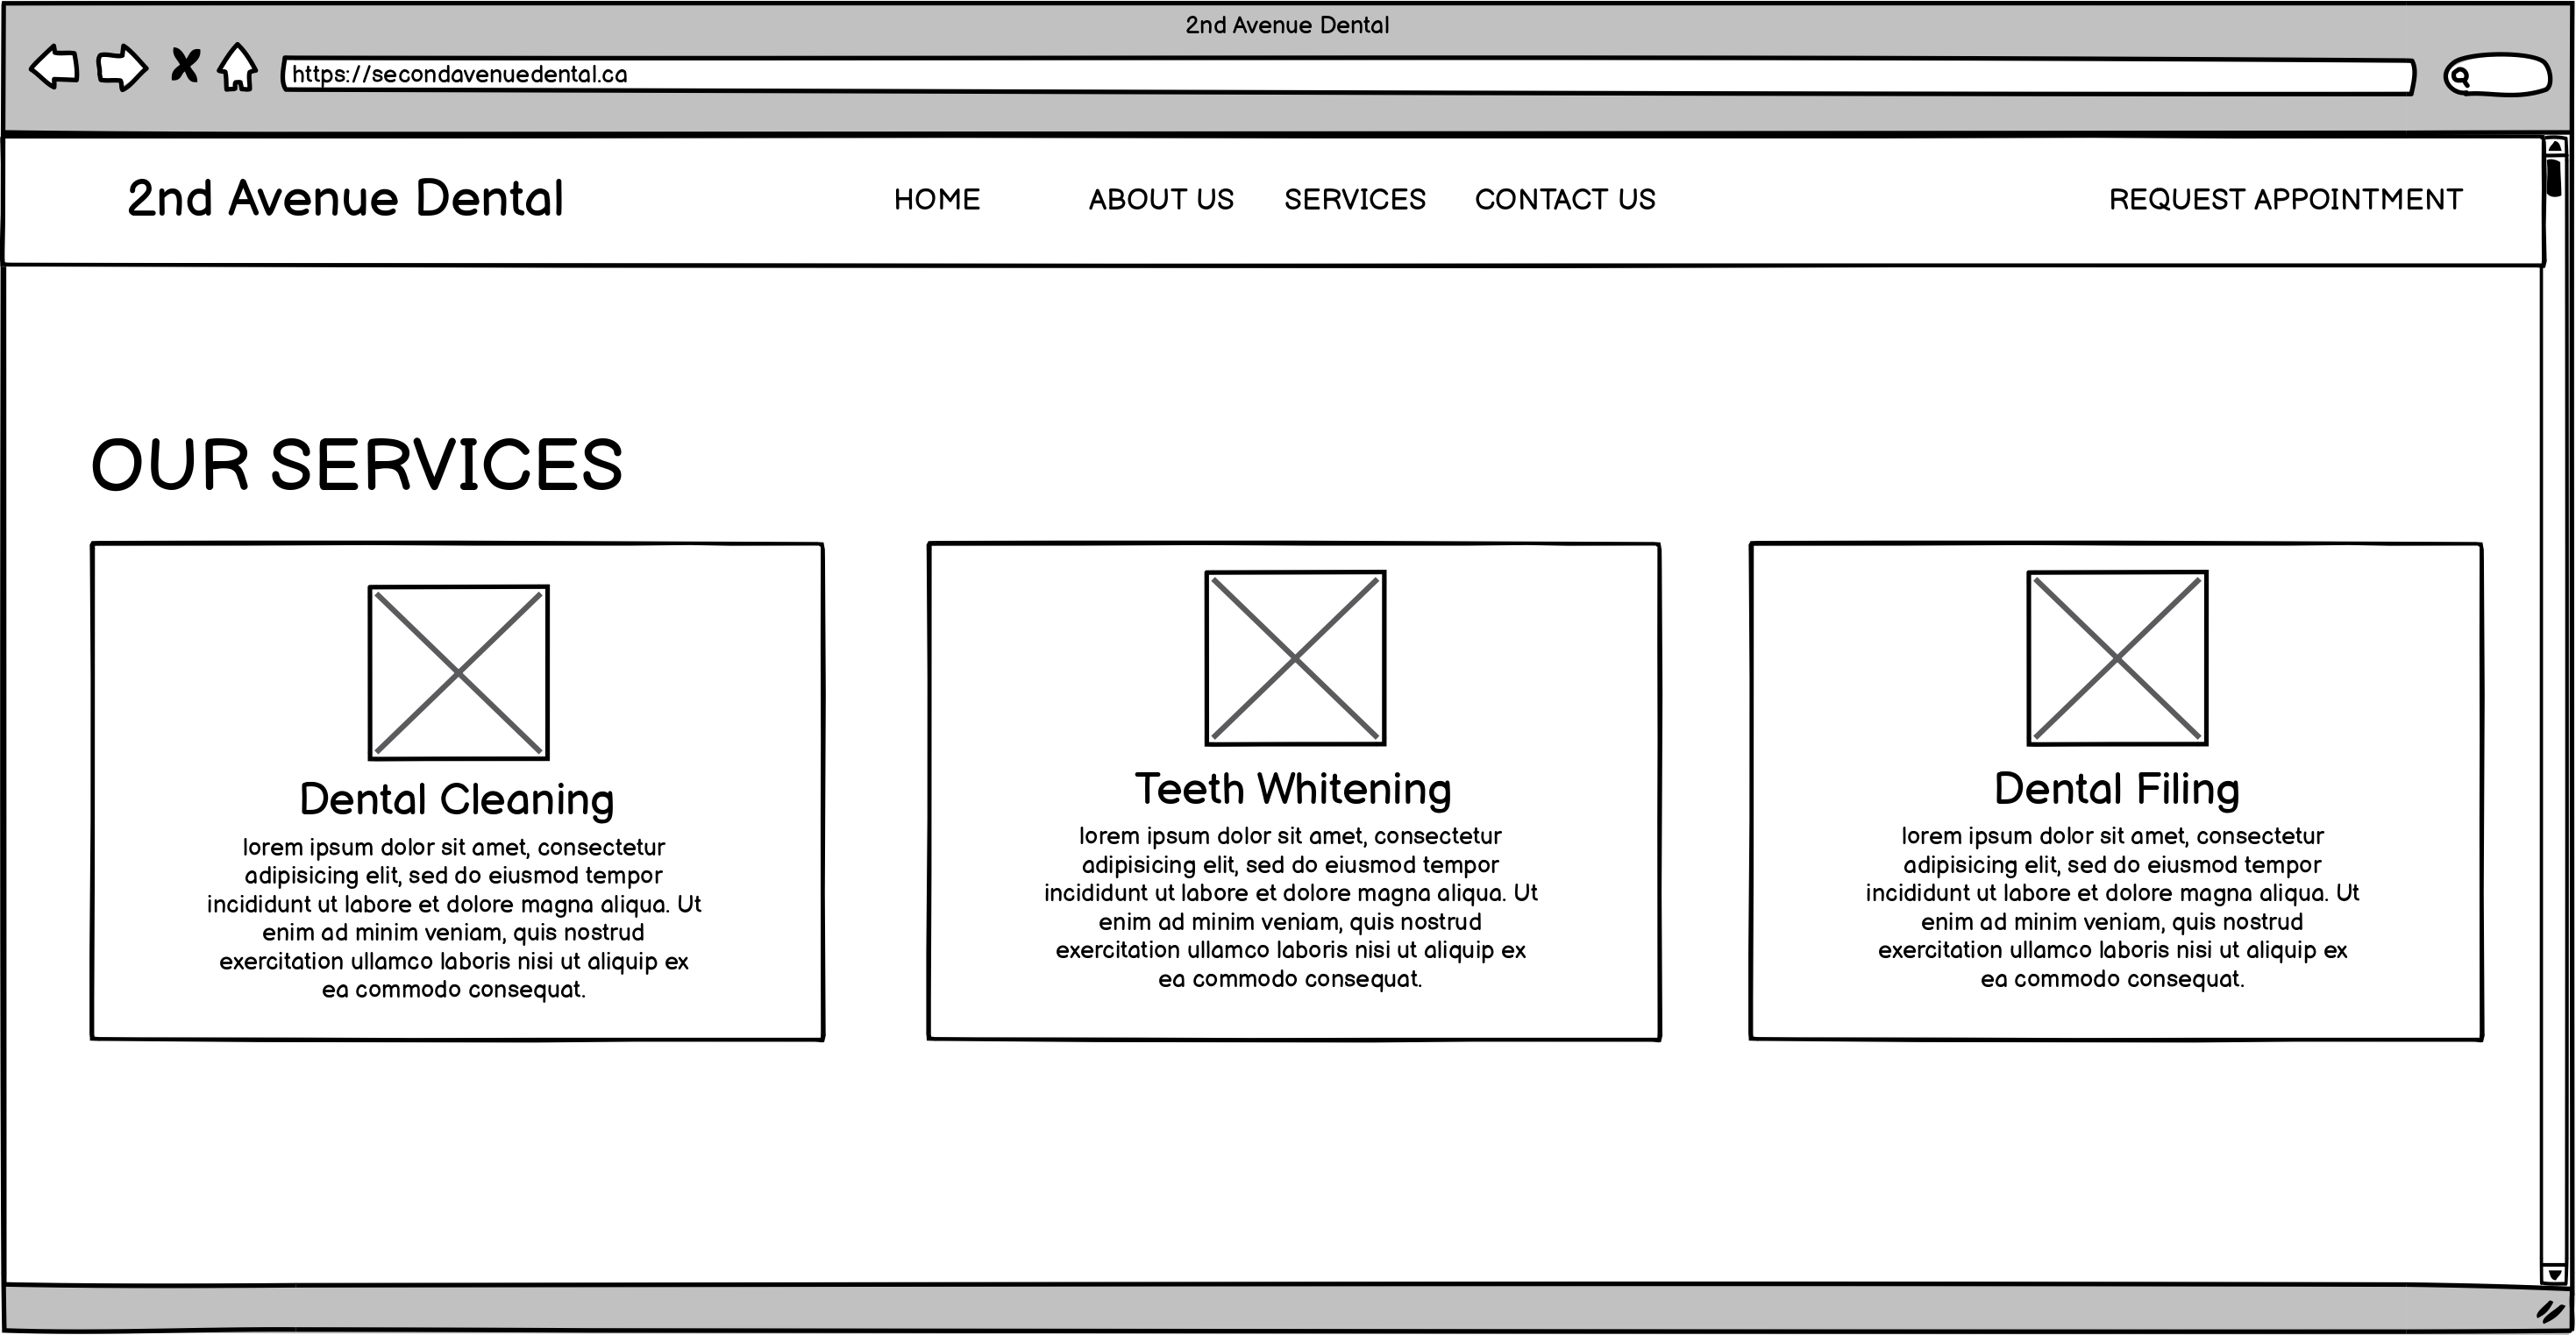 2nd Avenue Dental
https://secondavenuedental.ca
2nd Avenue Dental
HOME
ABOUT US
SERVICES
CONTACT US
REQUEST APPOINTMENT
OUR SERVICES
Dental Cleaning
lorem ipsum dolor sit amet, consectetur
adipisicing elit, sed do eiusmod tempor
incididunt ut labore et dolore magna aliqua. Ut
enim ad minim veniam, quis nostrud
exercitation ullamco laboris nisi ut aliquip ex
ea commodo consequat.
Teeth Whitening
lorem ipsum dolor sit amet, consectetur
adipisicing elit, sed do eiusmod tempor
incididunt ut labore et dolore magna aliqua. Ut
enim ad minim veniam, quis nostrud
exercitation ullamco laboris nisi ut aliquip ex
ea commodo consequat.
Dental Filing
lorem ipsum dolor sit amet, consectetur
adipisicing elit, sed do eiusmod tempor
incididunt ut labore et dolore magna aliqua. Ut
enim ad minim veniam, quis nostrud
exercitation ullamco laboris nisi ut aliquip ex
ea commodo consequat.